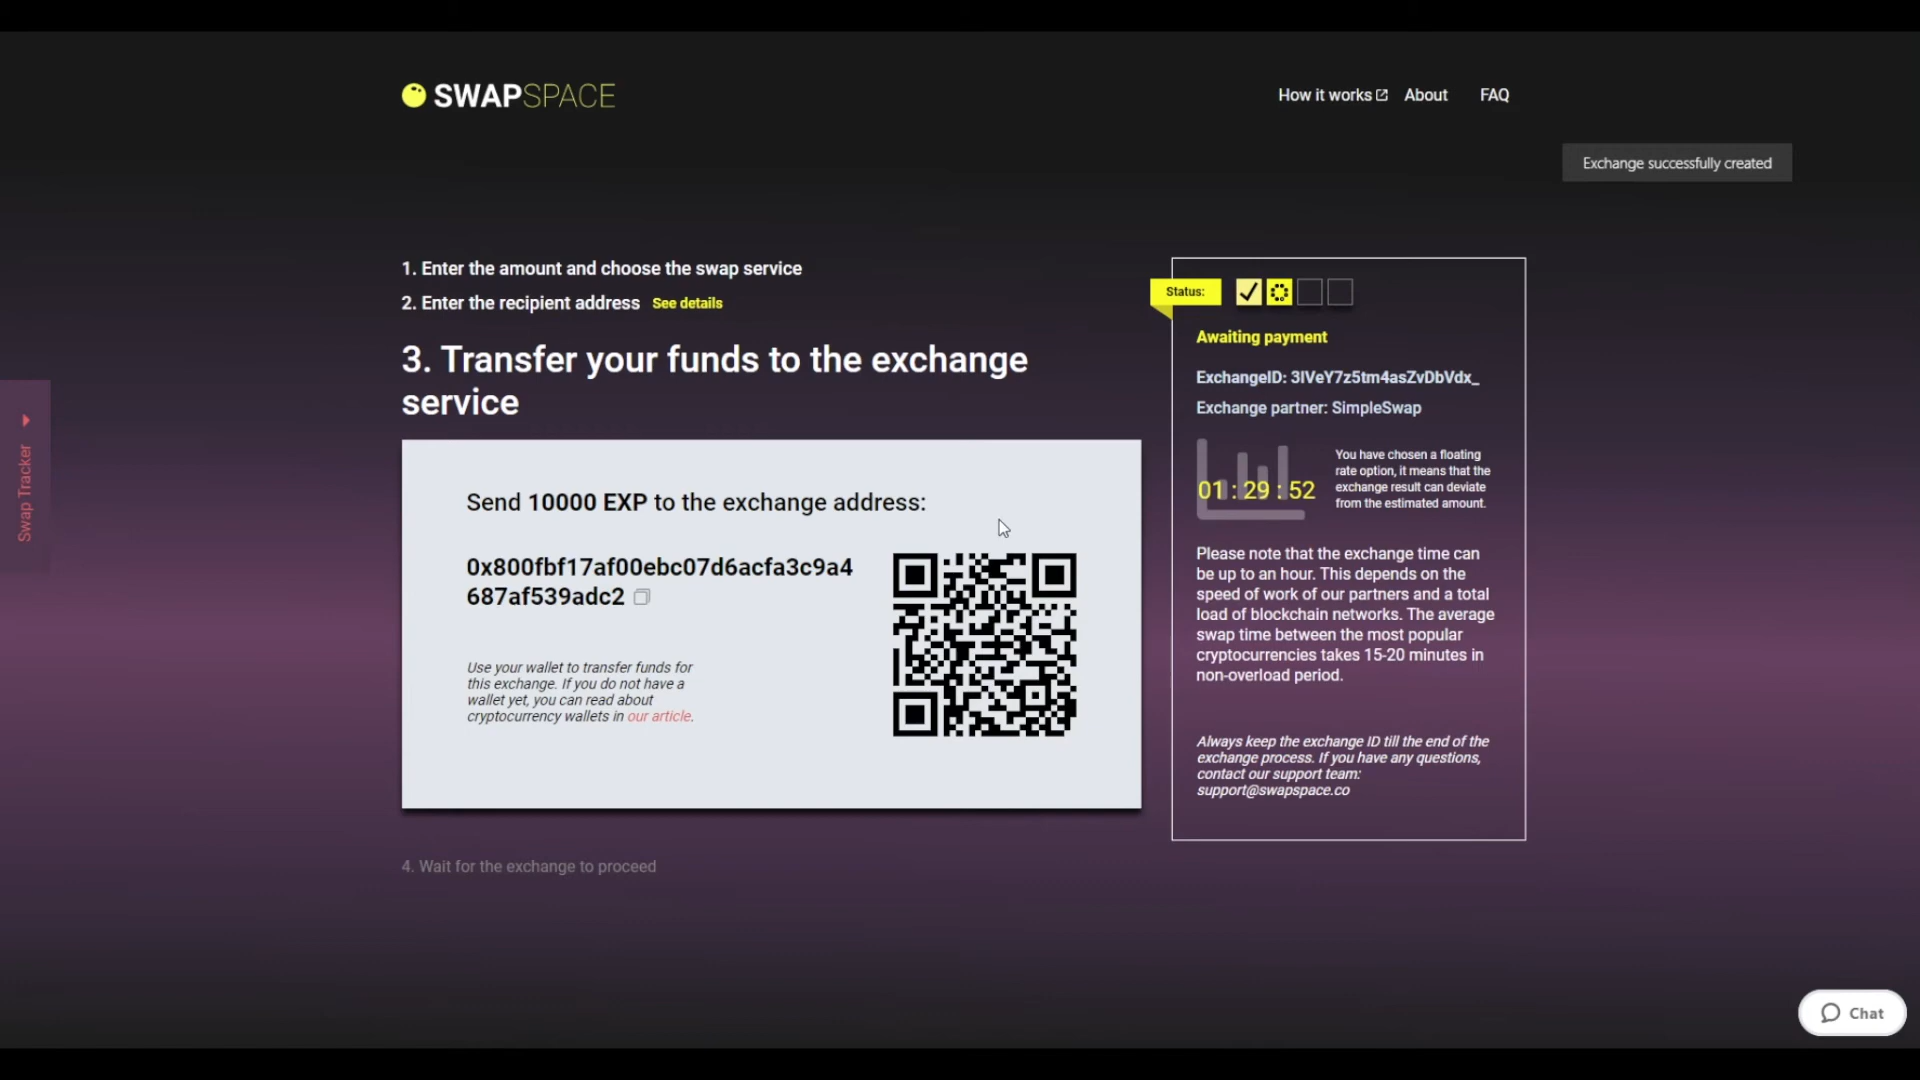 SWAPSPACE
How it works About FAQ
Exchange successfully created
1. Enter the amount and choose the swap service
2. Enter the recipient address See details
3. Transfer your funds to the exchange
service
Send 10000 EXP to the exchange address:
0x800fbf17af00ebc07d6acfa3c9a4
687af539adc2
Use your wallet to transfer funds for
this exchange. If you do not have a
wallet yet, you can read about
cryptocurrency wallets in our article.
4. Wait for the exchange to proceed
Status:
Awaiting payment
ExchangeID: 3lVeY7z5tm4asZvDbVdx_
Exchange partner: SimpleSwap
01 : 29 : 52
You have chosen a floating
rate option, it means that the
exchange result can deviate
from the estimated amount.
Please note that the exchange time can
be up to an hour. This depends on the
speed of work of our partners and a total
load of blockchain networks. The average
swap time between the most popular
cryptocurrencies takes 15-20 minutes in
non-overload period.
Always keep the exchange ID till the end of the
exchange process. If you have any questions,
contact our support team:
support@swapspace.co
Swap Tracker
Chat